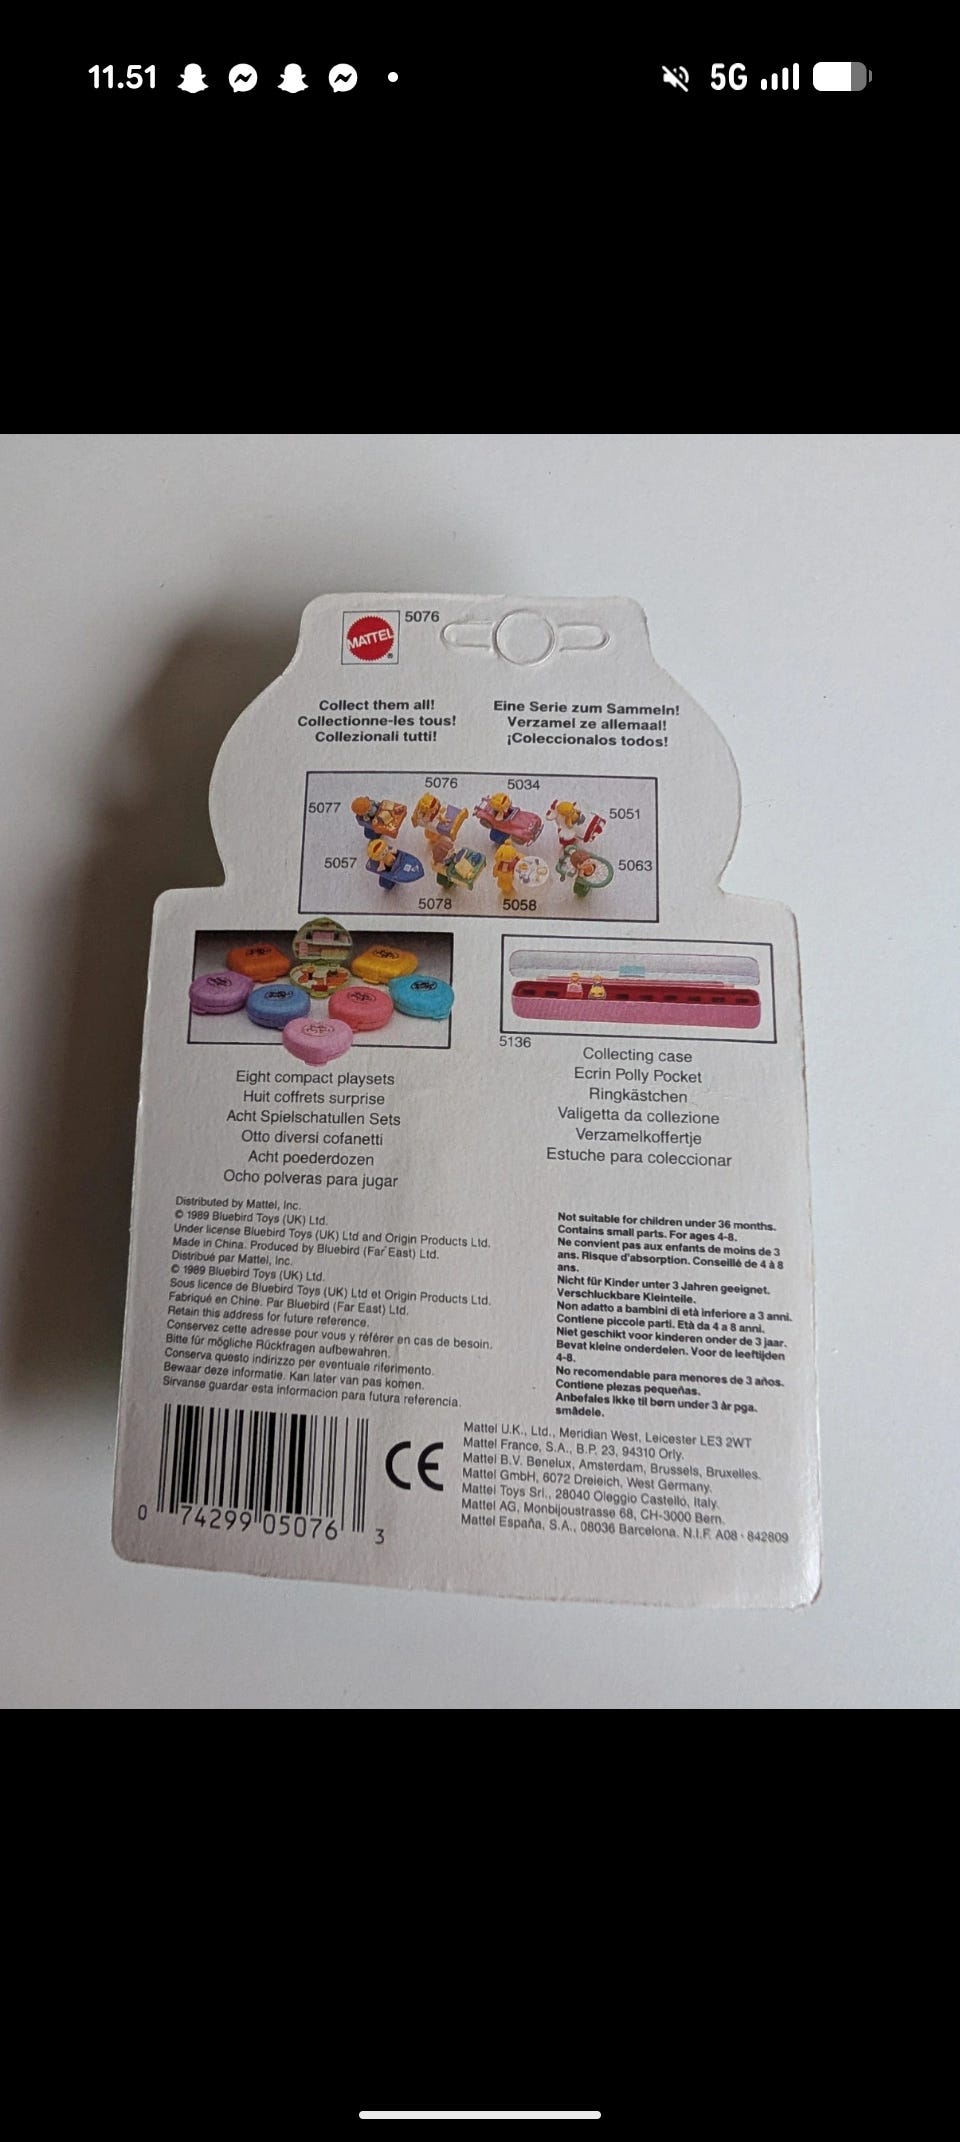 11.51
5G
MATTEL
5076
Collect them all!
Collectionne-les tous!
Collezionali tutti!
Eine Serie zum Sammeln!
Verzamel ze allemaal!
¡Coleccionalos todos!
5076
5034
5077
5051
5057
5063
5078
5058
5136
Eight compact playsets
Huit coffrets surprise
Acht Spielschatullen Sets
Otto diversi cofanetti
Acht poederdozen
Ocho polveras para jugar
Collecting case
Ecrin Polly Pocket
Ringkästchen
Valigetta da collezione
Verzamelkoffertje
Estuche para coleccionar
Distributed by Mattel, Inc.
© 1989 Bluebird Toys (UK) Ltd.
Under license Bluebird Toys (UK) Ltd and Origin Products Ltd.
Made in China. Produced by Bluebird (Far East) Ltd.
Distribué par Mattel, Inc.
© 1989 Bluebird Toys (UK) Ltd.
Sous licence de Bluebird Toys (UK) Ltd et Origin Products Ltd.
Fabriqué en Chine. Par Bluebird (Far East) Ltd.
Retain this address for future reference.
Conservez cette adresse pour vous y référer en cas de besoin.
Bitte für mögliche Rückfragen aufbewahren.
Conserva questo indirizzo per eventuale riferimento.
Bewaar deze informatie. Kan later van pas komen.
Sirvanse guardar esta informacion para futura referencia.
Not suitable for children under 36 months.
Contains small parts. For ages 4-8.
Ne convient pas aux enfants de moins de 3
ans. Risque d'absorption. Conseillé de 4 à 8
ans.
Nicht für Kinder unter 3 Jahren geeignet.
Verschluckbare Kleinteile.
Non adatto a bambini di età inferiore a 3 anni.
Contiene piccole parti. Età da 4 a 8 anni.
Niet geschikt voor kinderen onder de 3 jaar.
Bevat kleine onderdelen. Voor de leeftijden
4-8.
No recomendable para menores de 3 años.
Contiene piezas pequeñas.
Anbefales ikke til børn under 3 år pga.
smådele.
0 74299 05076 3
CE
Mattel U.K., Ltd., Meridian West, Leicester LE3 2WT
Mattel France, S.A., B.P. 23, 94310 Orly.
Mattel B.V. Benelux, Amsterdam, Brussels, Bruxelles.
Mattel GmbH, 6072 Dreieich, West Germany.
Mattel Toys Srl., 28040 Oleggio Castello, Italy.
Mattel AG, Monbijoustrasse 68, CH-3000 Bern.
Mattel España, S.A., 08036 Barcelona. N.I.F. A08 - 842809